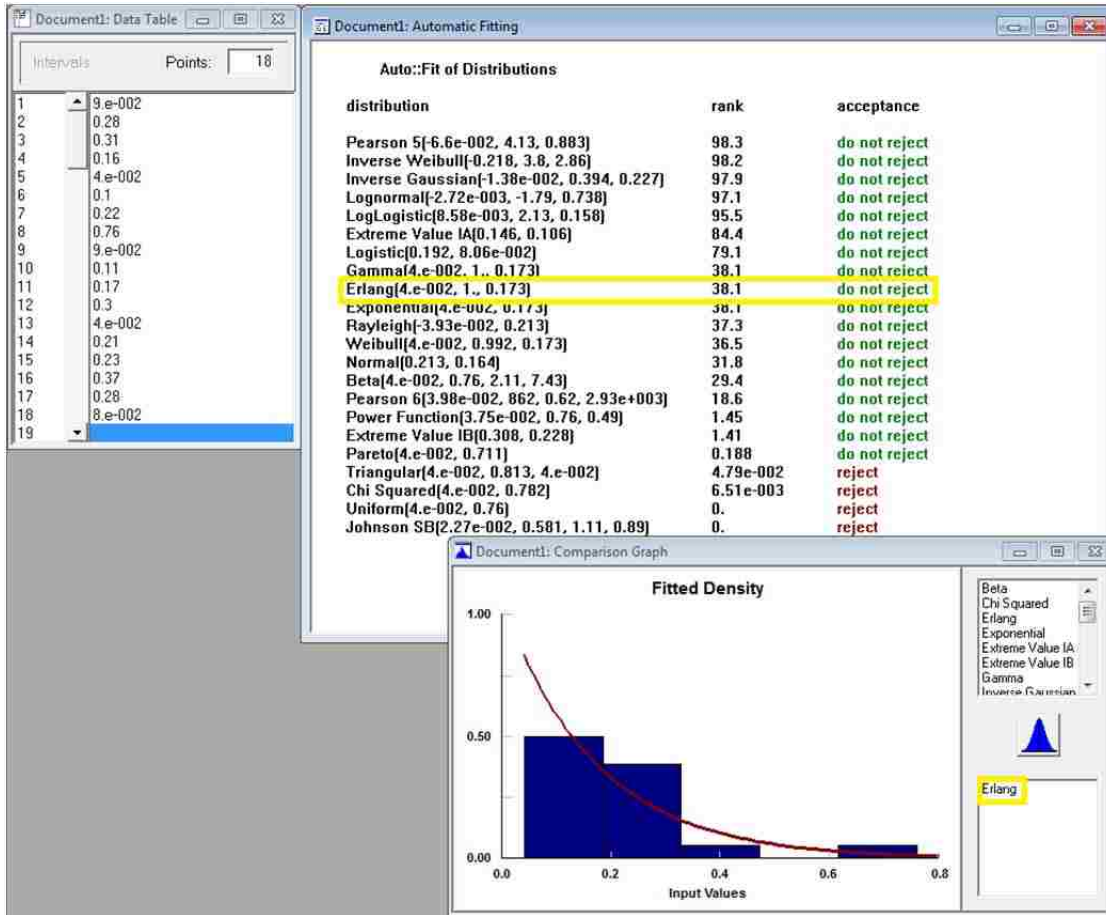 Document1: Data Table
Intervals Points: 18
1 9.e-002
2 0.28
3 0.31
4 0.16
5 4.e-002
6 0.1
7 0.22
8 0.76
9 9.e-002
10 0.11
11 0.17
12 0.3
13 4.e-002
14 0.21
15 0.23
16 0.37
17 0.28
18 8.e-002
19
Document1: Automatic Fitting
Auto::Fit of Distributions
distribution rank acceptance
Pearson 5(-6.6e-002, 4.13, 0.883) 98.3 do not reject
Inverse Weibull(-0.218, 3.8, 2.86) 98.2 do not reject
Inverse Gaussian(-1.38e-002, 0.394, 0.227) 97.9 do not reject
Lognormal(-2.72e-003, -1.79, 0.738) 97.1 do not reject
LogLogistic(8.58e-003, 2.13, 0.158) 95.5 do not reject
Extreme Value IA(0.146, 0.106) 84.4 do not reject
Logistic(0.192, 8.06e-002) 79.1 do not reject
Gamma(4.e-002, 1., 0.173) 38.1 do not reject
Erlang(4.e-002, 1., 0.173) 38.1 do not reject
Exponential(4.e-002, 0.173) 38.1 do not reject
Rayleigh(-3.93e-002, 0.213) 37.3 do not reject
Weibull(4.e-002, 0.992, 0.173) 36.5 do not reject
Normal(0.213, 0.164) 31.8 do not reject
Beta(4.e-002, 0.76, 2.11, 7.43) 29.4 do not reject
Pearson 6(3.98e-002, 862, 0.62, 2.93e+003) 18.6 do not reject
Power Function(3.75e-002, 0.76, 0.49) 1.45 do not reject
Extreme Value IB(0.308, 0.228) 1.41 do not reject
Pareto(4.e-002, 0.711) 0.188 do not reject
Triangular(4.e-002, 0.813, 4.e-002) 4.79e-002 reject
Chi Squared(4.e-002, 0.782) 6.51e-003 reject
Uniform(4.e-002, 0.76) 0. reject
Johnson SB(2.27e-002, 0.581, 1.11, 0.89) 0. reject
Document1: Comparison Graph
Fitted Density
1.00
0.50
0.00
0.0 0.2 0.4 0.6 0.8
Input Values
Beta
Chi Squared
Erlang
Exponential
Extreme Value IA
Extreme Value IB
Gamma
Inverse Gaussian
Erlang